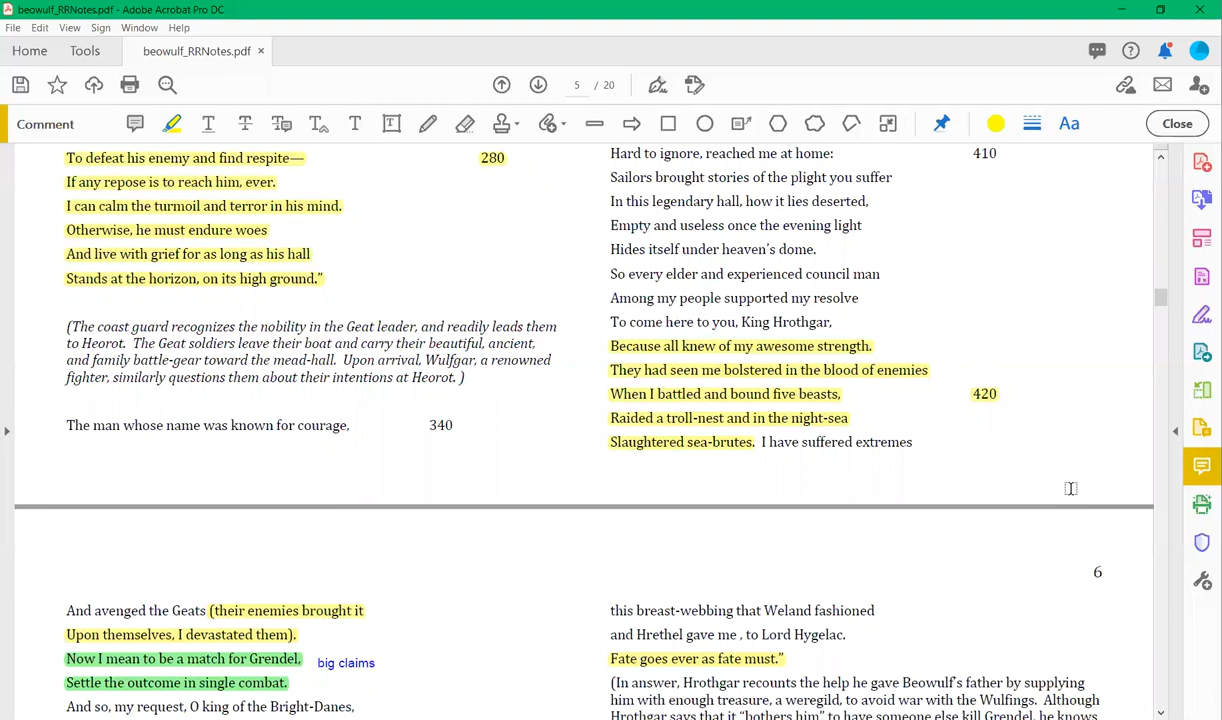 beowulf_RRNotes.pdf - Adobe Acrobat Pro DC
File Edit View Sign Window Help
Home Tools beowulf_RRNotes.pdf ×
5 / 20
Comment Aa Close
To defeat his enemy and find respite— 280
If any repose is to reach him, ever.
I can calm the turmoil and terror in his mind.
Otherwise, he must endure woes
And live with grief for as long as his hall
Stands at the horizon, on its high ground.”
(The coast guard recognizes the nobility in the Geat leader, and readily leads them
to Heorot. The Geat soldiers leave their boat and carry their beautiful, ancient,
and family battle-gear toward the mead-hall. Upon arrival, Wulfgar, a renowned
fighter, similarly questions them about their intentions at Heorot. )
The man whose name was known for courage, 340
Hard to ignore, reached me at home: 410
Sailors brought stories of the plight you suffer
In this legendary hall, how it lies deserted,
Empty and useless once the evening light
Hides itself under heaven’s dome.
So every elder and experienced council man
Among my people supported my resolve
To come here to you, King Hrothgar,
Because all knew of my awesome strength.
They had seen me bolstered in the blood of enemies
When I battled and bound five beasts, 420
Raided a troll-nest and in the night-sea
Slaughtered sea-brutes. I have suffered extremes
6
And avenged the Geats (their enemies brought it
Upon themselves, I devastated them).
Now I mean to be a match for Grendel, big claims
Settle the outcome in single combat.
And so, my request, O king of the Bright-Danes,
this breast-webbing that Weland fashioned
and Hrethel gave me , to Lord Hygelac.
Fate goes ever as fate must.”
(In answer, Hrothgar recounts the help he gave Beowulf’s father by supplying
him with enough treasure, a weregild, to avoid war with the Wulfings. Although
Hrothgar says that it “bothers him” to have someone else kill Grendel, he knows